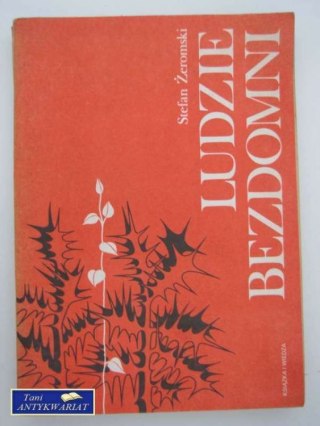 Stefan Żeromski
LUDZIE
BEZDOMNI
KSIĄŻKA I WIEDZA
Tani
ANTYKWARIAT